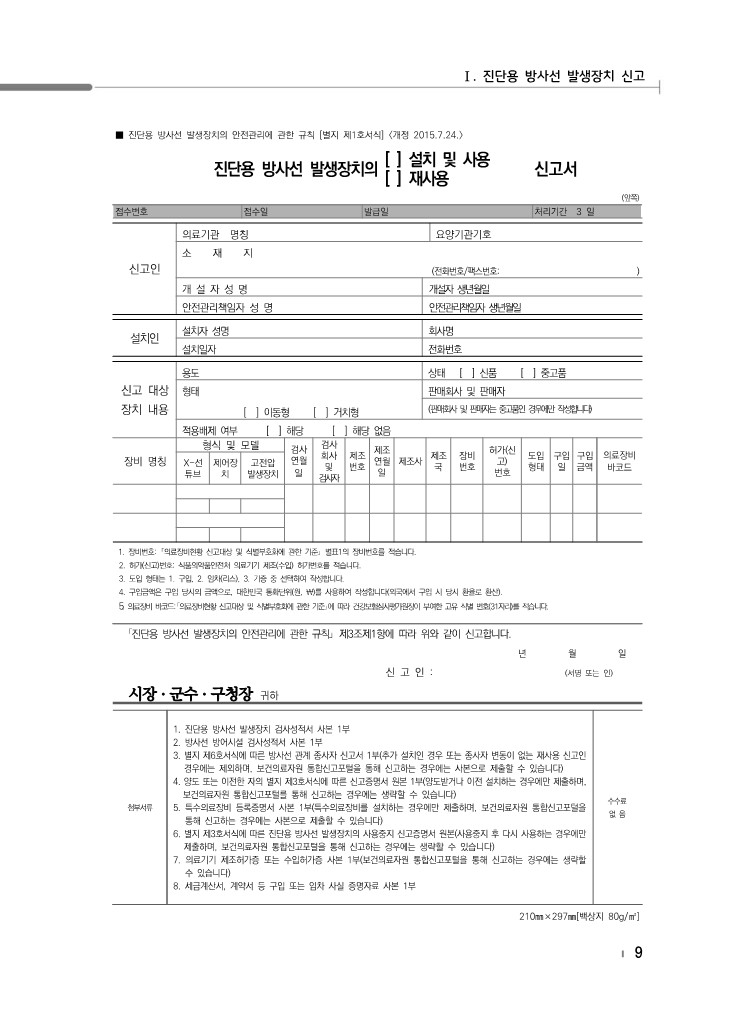 Ⅰ. 진단용 방사선 발생장치 신고
■ 진단용 방사선 발생장치의 안전관리에 관한 규칙 [별지 제1호서식] <개정 2015.7.24.>
진단용 방사선 발생장치의 [ ] 설치 및 사용 신고서
[ ] 재사용
(앞쪽)
접수번호 접수일 발급일 처리기간 3 일
신고인
의료기관 명칭 요양기관기호
소 재 지
(전화번호/팩스번호: )
개 설 자 성 명 개설자 생년월일
안전관리책임자 성 명 안전관리책임자 생년월일
설치인
설치자 성명 회사명
설치일자 전화번호
신고 대상
장치 내용
용도 상태 [ ] 신품 [ ] 중고품
형태 판매회사 및 판매자
[ ] 이동형 [ ] 거치형 (판매회사 및 판매자는 중고품인 경우에만 작성합니다)
적용배제 여부 [ ] 해당 [ ] 해당 없음
장비 명칭
형식 및 모델
X-선
튜브
제어장
치
고전압
발생장치
검사
연월
일
검사
회사
및
검사자
제조
번호
제조
연월
일
제조사
제조
국
장비
번호
허가(신
고)
번호
도입
형태
구입
일
구입
금액
의료장비
바코드
1. 장비번호: 「의료장비현황 신고대상 및 식별부호화에 관한 기준」 별표1의 장비번호를 적습니다.
2. 허가(신고)번호: 식품의약품안전처 의료기기 제조(수입) 허가번호를 적습니다.
3. 도입 형태는 1. 구입, 2. 임차(리스), 3. 기증 중 선택하여 작성합니다.
4. 구입금액은 구입 당시의 금액으로, 대한민국 통화단위(원, ₩)를 사용하여 작성합니다(외국에서 구입 시 당시 환율로 환산).
5. 의료장비 바코드:「의료장비현황 신고대상 및 식별부호화에 관한 기준」에 따라 건강보험심사평가원장이 부여한 고유 식별 번호(31자리)를 적습니다.
「진단용 방사선 발생장치의 안전관리에 관한 규칙」 제3조제1항에 따라 위와 같이 신고합니다.
년 월 일
신 고 인 : (서명 또는 인)
시장·군수·구청장 귀하
첨부서류
1. 진단용 방사선 발생장치 검사성적서 사본 1부
2. 방사선 방어시설 검사성적서 사본 1부
3. 별지 제6호서식에 따른 방사선 관계 종사자 신고서 1부(추가 설치인 경우 또는 종사자 변동이 없는 재사용 신고인
경우에는 제외하며, 보건의료자원 통합신고포털을 통해 신고하는 경우에는 사본으로 제출할 수 있습니다)
4. 양도 또는 이전한 자의 별지 제3호서식에 따른 신고증명서 원본 1부(양도받거나 이전 설치하는 경우에만 제출하며,
보건의료자원 통합신고포털를 통해 신고하는 경우에는 생략할 수 있습니다)
5. 특수의료장비 등록증명서 사본 1부(특수의료장비를 설치하는 경우에만 제출하며, 보건의료자원 통합신고포털을
통해 신고하는 경우에는 사본으로 제출할 수 있습니다)
6. 별지 제3호서식에 따른 진단용 방사선 발생장치의 사용중지 신고증명서 원본(사용중지 후 다시 사용하는 경우에만
제출하며, 보건의료자원 통합신고포털을 통해 신고하는 경우에는 생략할 수 있습니다)
7. 의료기기 제조허가증 또는 수입허가증 사본 1부(보건의료자원 통합신고포털을 통해 신고하는 경우에는 생략할
수 있습니다)
8. 세금계산서, 계약서 등 구입 또는 임차 사실 증명자료 사본 1부
수수료
없 음
210㎜×297㎜[백상지 80g/㎡]
ㅣ 9